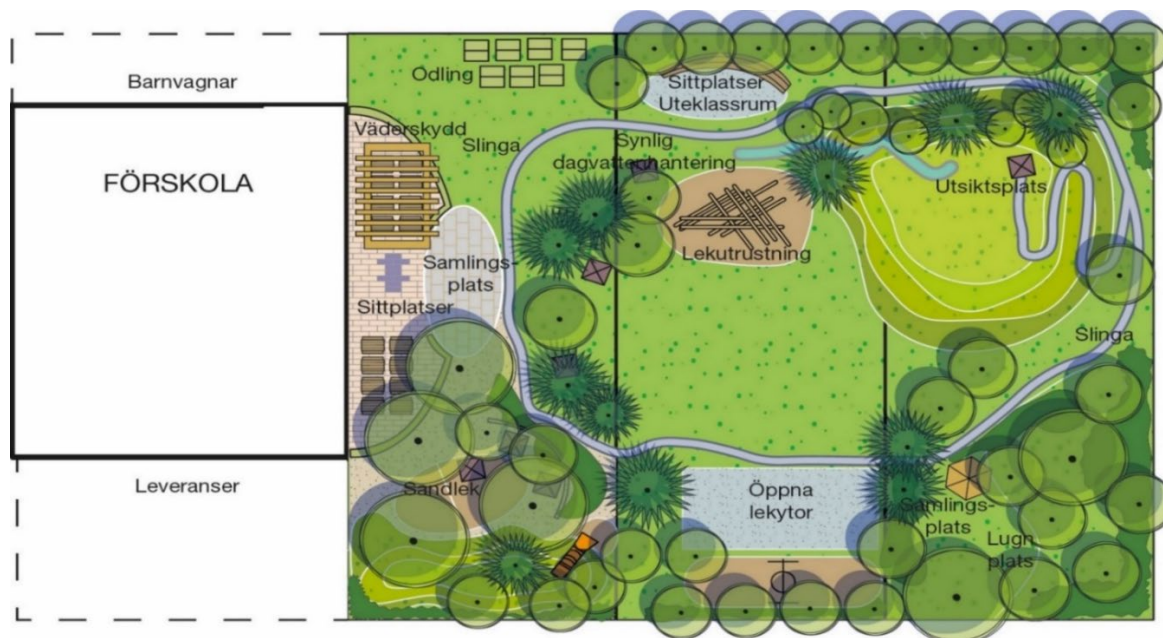 Barnvagnar
FÖRSKOLA
Leveranser
Odling
Sittplatser
Uteklassrum
Väderskydd
Slinga
Synlig
dagvattenhantering
Utsiktsplats
Lekutrustning
Samlings-
plats
Sittplatser
Slinga
Sandlek
Öppna
lekytor
Samlings-
plats
Lugn
plats